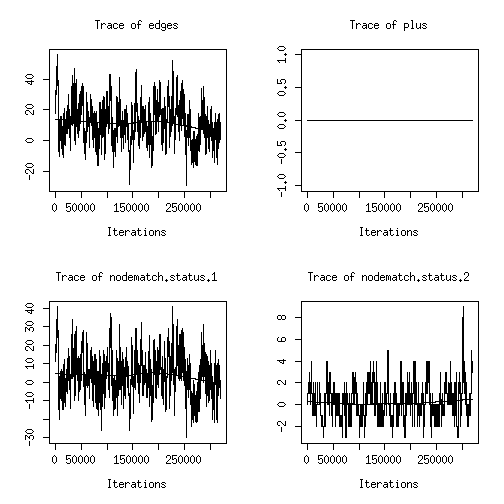 Trace of edges
40
20
0
-20
0 50000 150000 250000
Iterations
Trace of plus
1.0
0.5
0.0
-0.5
-1.0
0 50000 150000 250000
Iterations
Trace of nodematch.status.1
40
30
20
10
0
-10
-30
0 50000 150000 250000
Iterations
Trace of nodematch.status.2
8
6
4
2
0
-2
0 50000 150000 250000
Iterations